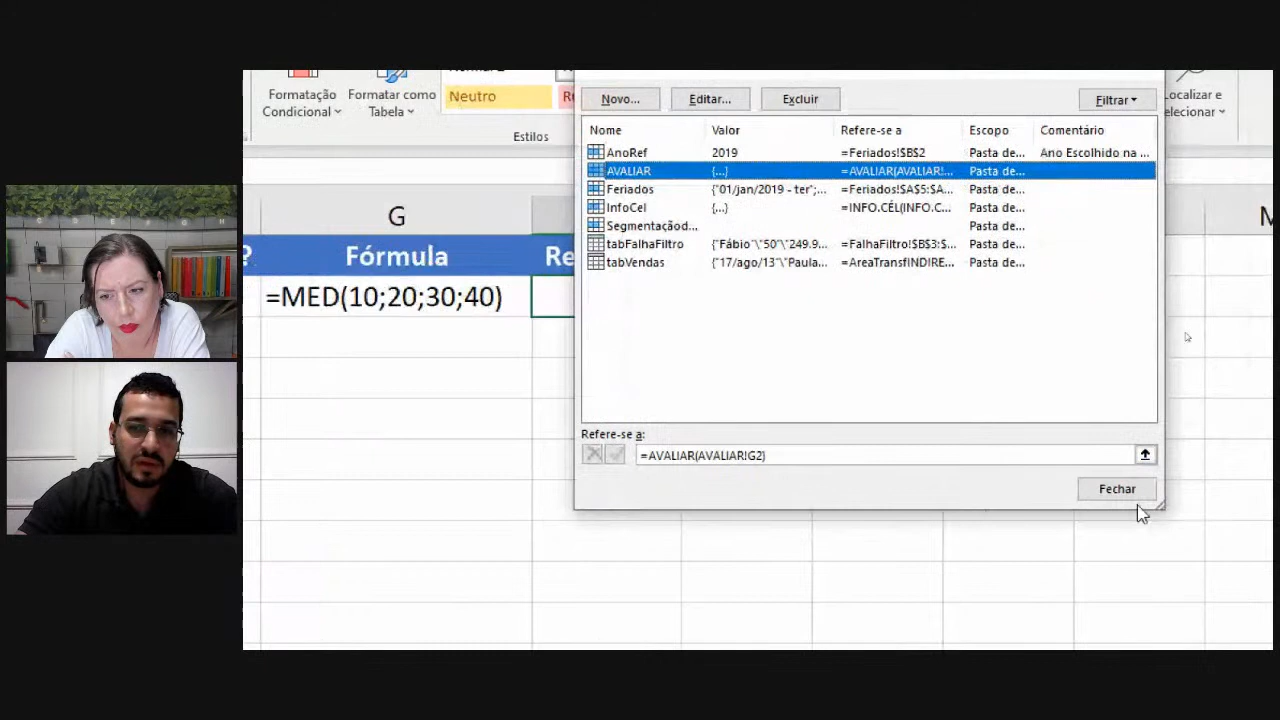 Formatação
Condicional
Formatar como
Tabela
Neutro
Estilos
Novo...
Editar...
Excluir
Filtrar
Localizar e
elecionar
Nome Valor Refere-se a Escopo Comentário
AnoRef 2019 =Feriados!$B$2 Pasta de... Ano Escolhido na ...
AVALIAR {...} =AVALIAR(AVALIAR!... Pasta de...
Feriados {"01/jan/2019 - ter";... =Feriados!$A$5:$A... Pasta de...
InfoCel {...} =INFO.CÉL(INFO.C... Pasta de...
Segmentaçãod... Pasta de...
tabFalhaFiltro {"Fábio"\"50"\"249.9... =FalhaFiltro!$B$3:$... Pasta de...
tabVendas {"17/ago/13"\"Paula... =AreaTransfIND!RE... Pasta de...
Refere-se a:
=AVALIAR(AVALIAR!G2)
Fechar
G
M
? Fórmula Re
=MED(10;20;30;40)